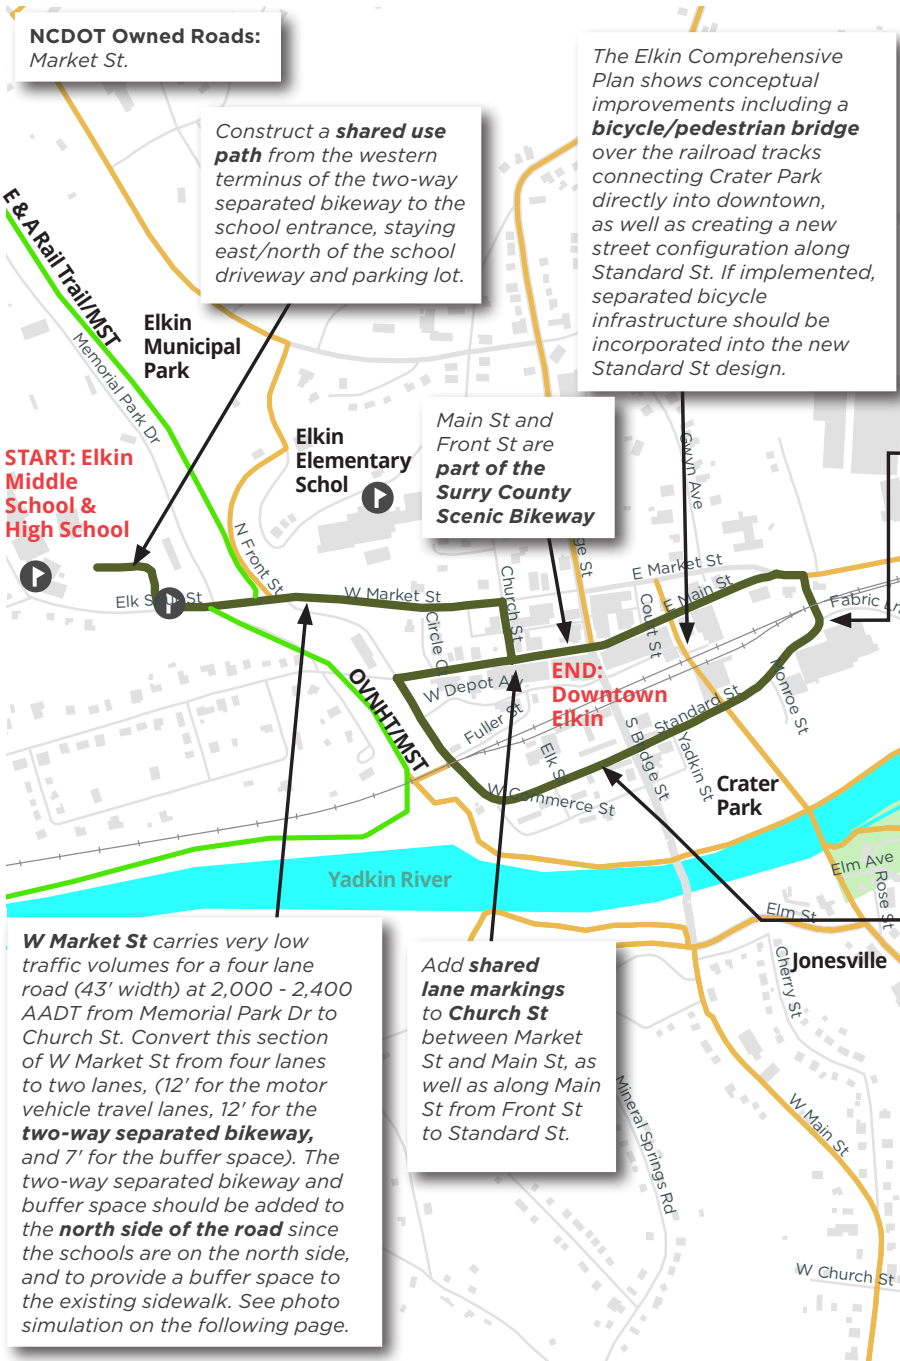 NCDOT Owned Roads:
Market St.
The Elkin Comprehensive
Plan shows conceptual
improvements including a
bicycle/pedestrian bridge
over the railroad tracks
connecting Crater Park
directly into downtown,
as well as creating a new
street configuration along
Standard St. If implemented,
separated bicycle
infrastructure should be
incorporated into the new
Standard St design.
Construct a shared use
path from the western
terminus of the two-way
separated bikeway to the
school entrance, staying
east/north of the school
driveway and parking lot.
E & A Rail Trail/MST
Elkin
Municipal
Park
Memorial Park Dr
Main St and
Front St are
part of the
Surry County
Scenic Bikeway
Elkin
Elementary
Schol
START: Elkin
Middle
School &
High School
Gwyn Ave
N Front St
E Market St
W Market St
Church St
E Main St
Court St
Fabric Ln
Circle Ct
W Depot Av
END:
Downtown
Elkin
OVNHT/MST
Monroe St
Standard St
Fuller St
Elk S
S Bridge St
Yadkin St
Crater
Park
W Commerce St
Yadkin River
Elm Ave
Rose St
Elm St
Cherry St
Jonesville
W Market St carries very low
traffic volumes for a four lane
road (43' width) at 2,000 - 2,400
AADT from Memorial Park Dr to
Church St. Convert this section
of W Market St from four lanes
to two lanes, (12' for the motor
vehicle travel lanes, 12' for the
two-way separated bikeway,
and 7' for the buffer space). The
two-way separated bikeway and
buffer space should be added to
the north side of the road since
the schools are on the north side,
and to provide a buffer space to
the existing sidewalk. See photo
simulation on the following page.
Add shared
lane markings
to Church St
between Market
St and Main St, as
well as along Main
St from Front St
to Standard St.
Mineral Springs Rd
W Main St
W Church St